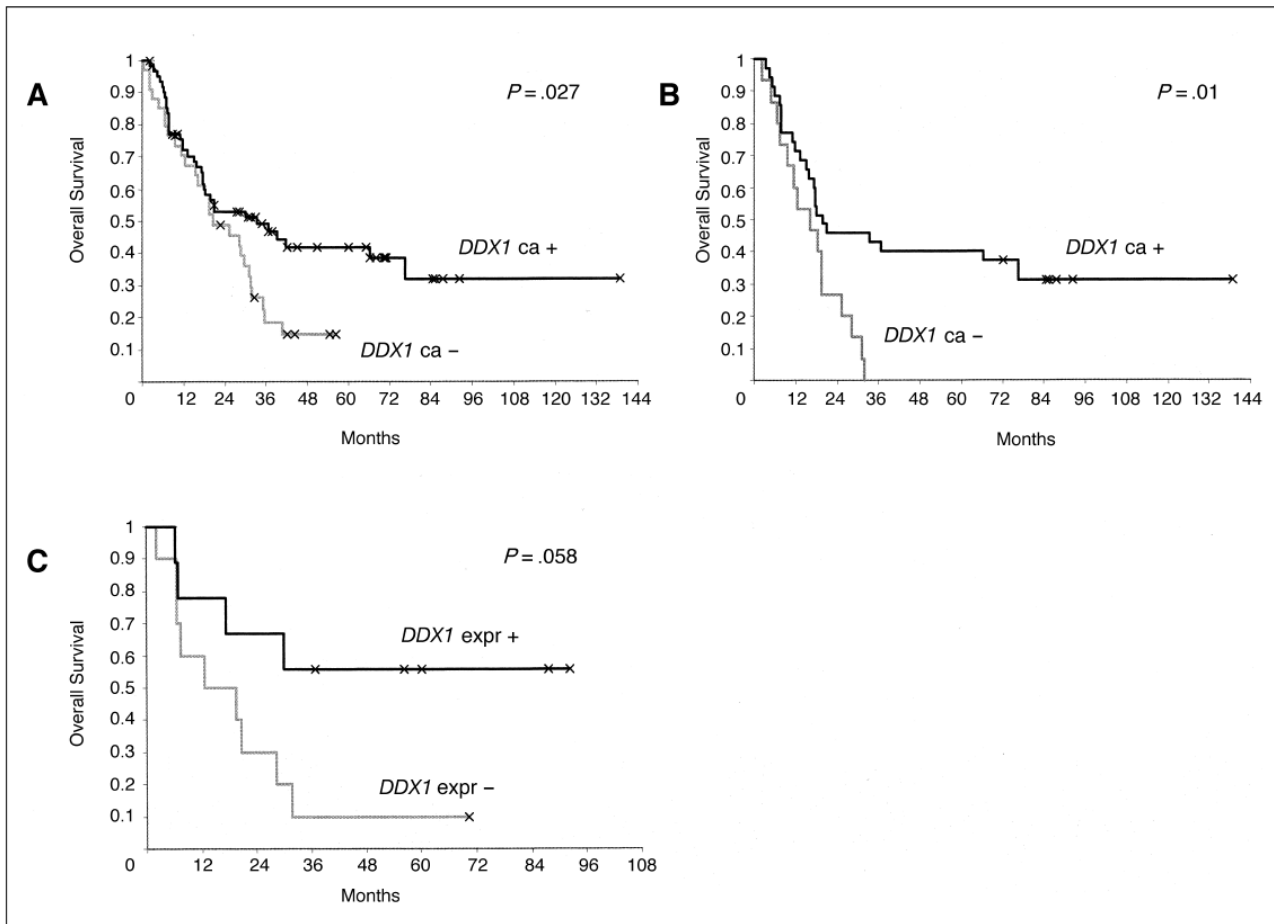 A
P = .027
1
0.9
0.8
0.7
0.6
0.5
0.4
0.3
0.2
0.1
Overall Survival
DDX1 ca +
DDX1 ca −
0 12 24 36 48 60 72 84 96 108 120 132 144
Months
B
P = .01
1
0.9
0.8
0.7
0.6
0.5
0.4
0.3
0.2
0.1
Overall Survival
DDX1 ca +
DDX1 ca −
0 12 24 36 48 60 72 84 96 108 120 132 144
Months
C
P = .058
1
0.9
0.8
0.7
0.6
0.5
0.4
0.3
0.2
0.1
Overall Survival
DDX1 expr +
DDX1 expr −
0 12 24 36 48 60 72 84 96 108
Months